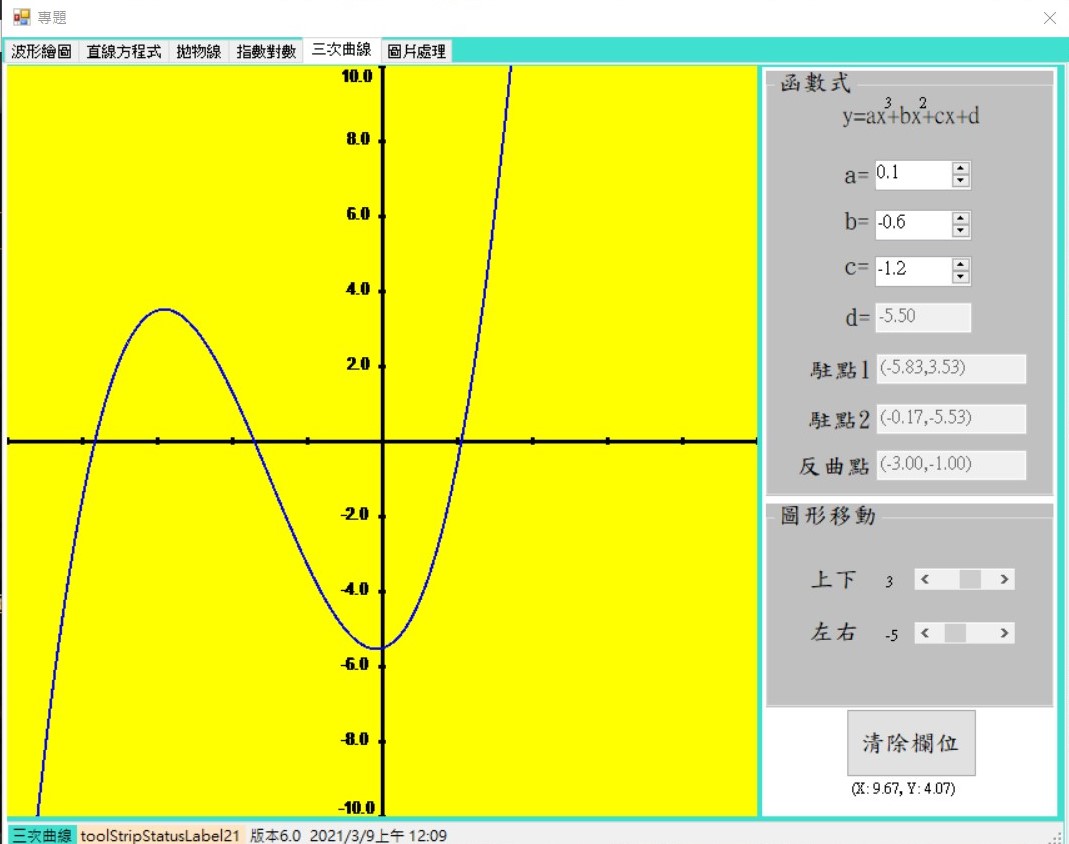 專題
波形繪圖 直線方程式 拋物線 指數對數 三次曲線 圖片處理
10.0
8.0
6.0
4.0
2.0
-2.0
-4.0
-6.0
-8.0
-10.0
函數式
y=ax³+bx²+cx+d
a= 0.1
b= -0.6
c= -1.2
d= -5.50
駐點1 (-5.83,3.53)
駐點2 (-0.17,-5.53)
反曲點 (-3.00,-1.00)
圖形移動
上下 3
左右 -5
清除欄位
(X: 9.67, Y: 4.07)
三次曲線 toolStripStatusLabel21 版本6.0 2021/3/9上午 12:09